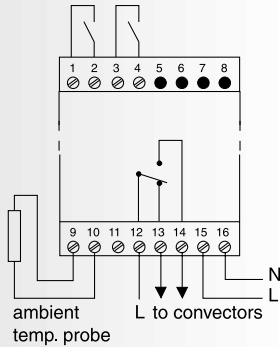 1 2 3 4 5 6 7 8
9 10 11 12 13 14 15 16
N
L
ambient L to convectors
temp. probe